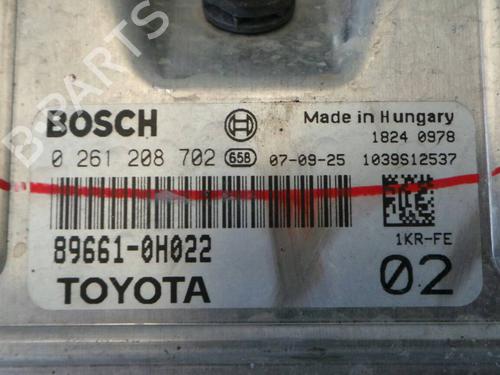 B-PARTS
BOSCH
Made in Hungary
1824 0978
0 261 208 702 658 07-09-25 1039S12537
89661-0H022
1KR-FE
TOYOTA
02